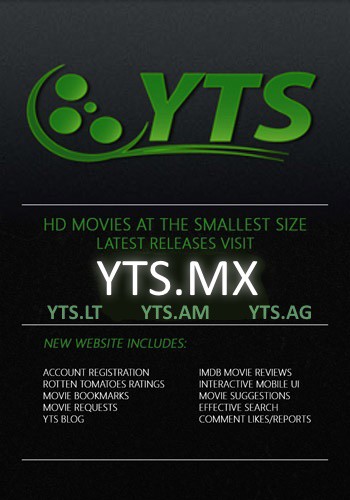 YTS
HD MOVIES AT THE SMALLEST SIZE
LATEST RELEASES VISIT
YTS.MX
YTS.LT YTS.AM YTS.AG
NEW WEBSITE INCLUDES:
ACCOUNT REGISTRATION
ROTTEN TOMATOES RATINGS
MOVIE BOOKMARKS
MOVIE REQUESTS
YTS BLOG
IMDB MOVIE REVIEWS
INTERACTIVE MOBILE UI
MOVIE SUGGESTIONS
EFFECTIVE SEARCH
COMMENT LIKES/REPORTS